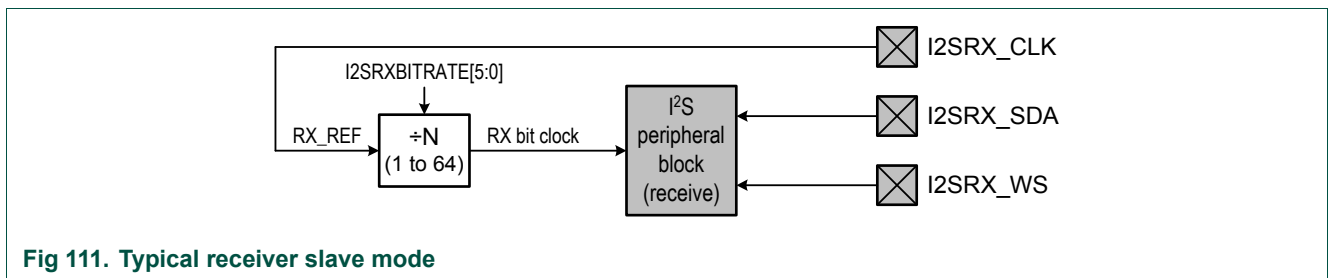 I2SRX_CLK
I2SRXBITRATE[5:0]
I²S
peripheral
block
(receive)
I2SRX_SDA
RX_REF
÷N
(1 to 64)
RX bit clock
I2SRX_WS
Fig 111. Typical receiver slave mode